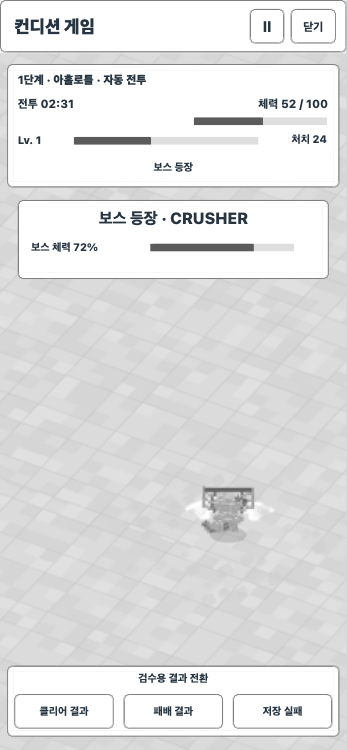 컨디션 게임
닫기
1단계 · 아홀로틀 · 자동 전투
전투 02:31
체력 52 / 100
Lv. 1
처치 24
보스 등장
보스 등장 · CRUSHER
보스 체력 72%
검수용 결과 전환
클리어 결과
패배 결과
저장 실패